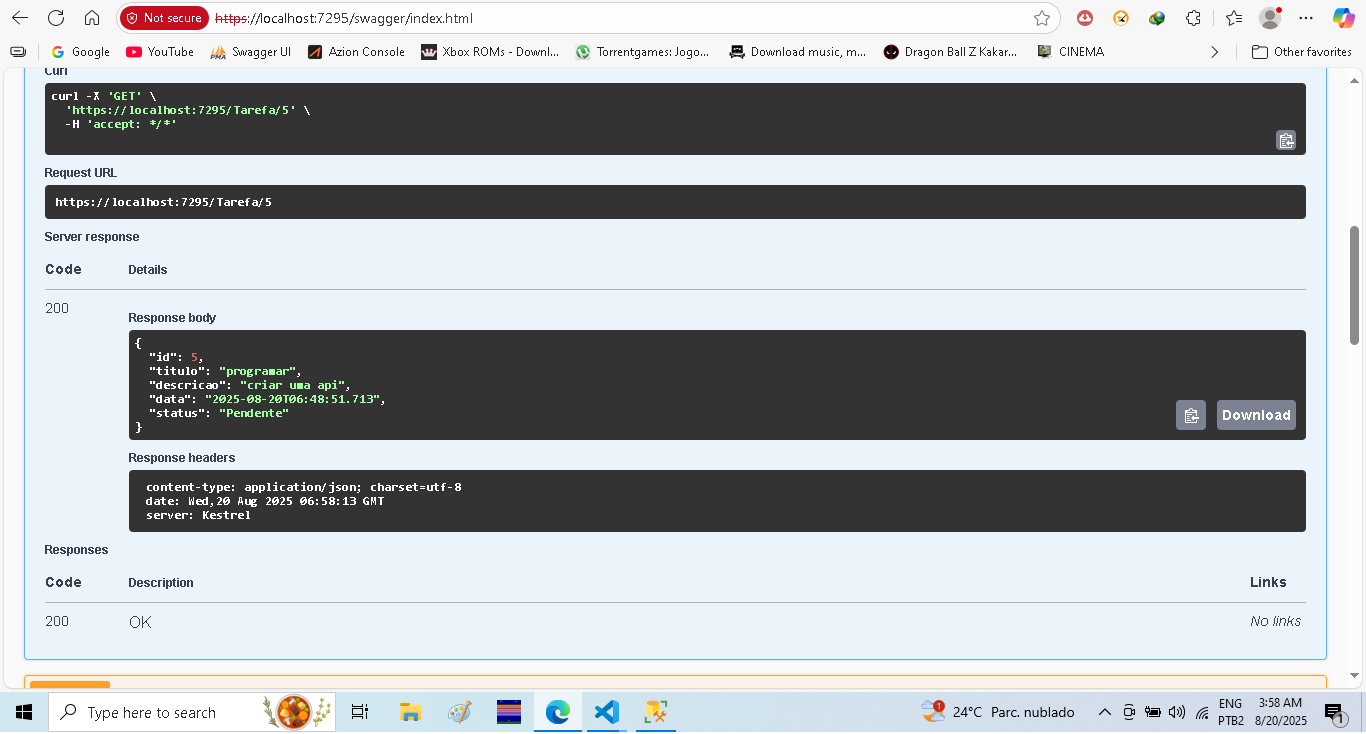 Not secure https://localhost:7295/swagger/index.html
Google YouTube Swagger UI Azion Console Xbox ROMs - Downl... Torrentgames: Jogo... Download music, m... Dragon Ball Z Kakar... CINEMA Other favorites
Curl
curl -X 'GET' \
'https://localhost:7295/Tarefa/5' \
-H 'accept: */*'
Request URL
https://localhost:7295/Tarefa/5
Server response
Code Details
200
Response body
{
"id": 5,
"titulo": "programar",
"descricao": "criar uma api",
"data": "2025-08-20T06:48:51.713",
"status": "Pendente"
}
Download
Response headers
content-type: application/json; charset=utf-8
date: Wed,20 Aug 2025 06:58:13 GMT
server: Kestrel
Responses
Code Description Links
200 OK No links
Type here to search
1 24°C Parc. nublado
ENG
PTB2
3:58 AM
8/20/2025
1